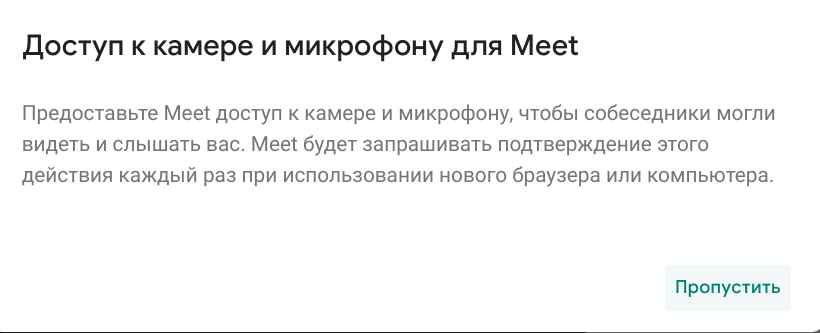 Доступ к камере и микрофону для Meet
Предоставьте Meet доступ к камере и микрофону, чтобы собеседники могли
видеть и слышать вас. Meet будет запрашивать подтверждение этого
действия каждый раз при использовании нового браузера или компьютера.
Пропустить